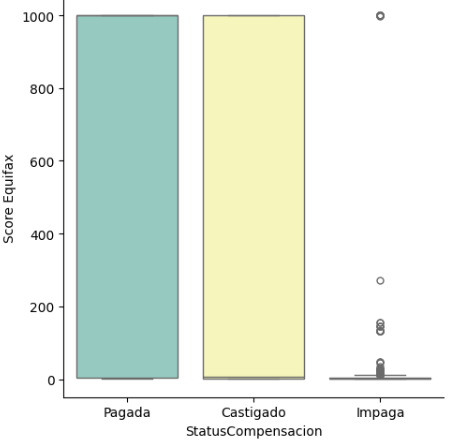 1000
800
600
400
200
0
Score Equifax
Pagada
Castigado
Impaga
StatusCompensacion